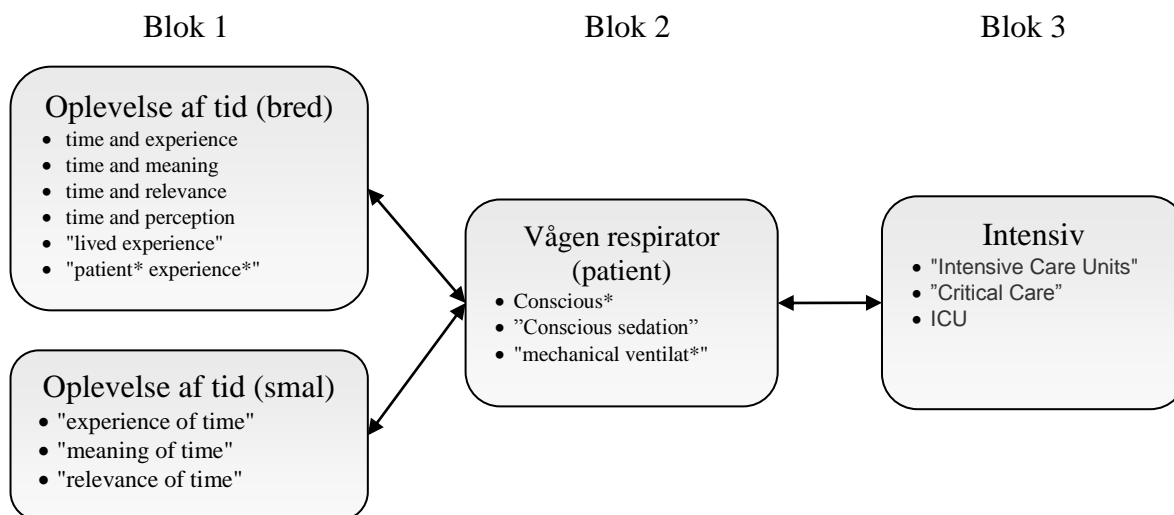 Blok 1
Blok 2
Blok 3
Oplevelse af tid (bred)
• time and experience
• time and meaning
• time and relevance
• time and perception
• "lived experience"
• "patient* experience*"
Oplevelse af tid (smal)
• "experience of time"
• "meaning of time"
• "relevance of time"
Vågen respirator
(patient)
• Conscious*
• ”Conscious sedation”
• "mechanical ventilat*"
Intensiv
• "Intensive Care Units"
• ”Critical Care”
• ICU